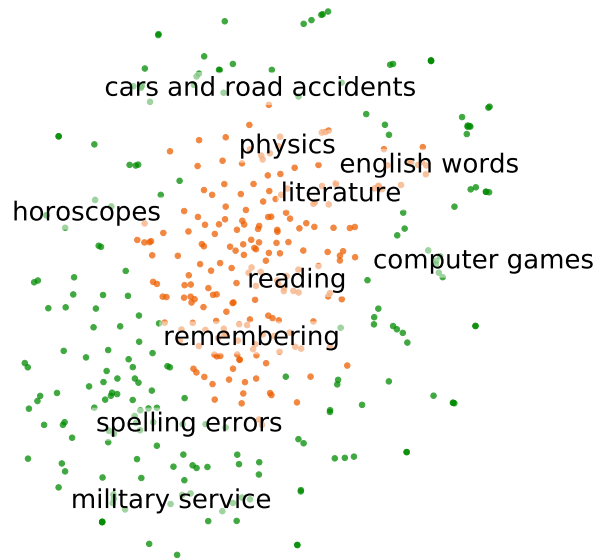 cars and road accidents
physics
english words
literature
horoscopes
computer games
reading
remembering
spelling errors
military service